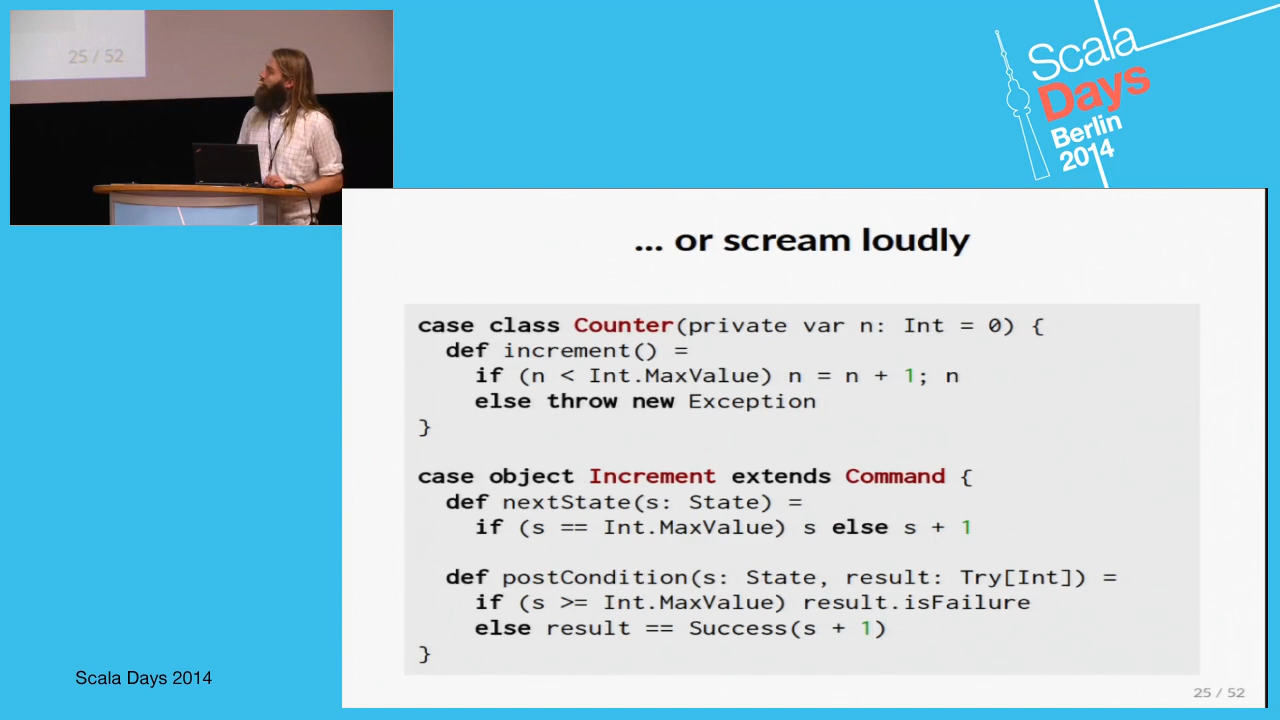 25 / 52
Scala
Days
Berlin
2014
... or scream loudly
case class Counter(private var n: Int = 0) {
  def increment() =
    if (n < Int.MaxValue) n = n + 1; n
    else throw new Exception
}
case object Increment extends Command {
  def nextState(s: State) =
    if (s == Int.MaxValue) s else s + 1
  def postCondition(s: State, result: Try[Int]) =
    if (s >= Int.MaxValue) result.isFailure
    else result == Success(s + 1)
}
25 / 52
Scala Days 2014